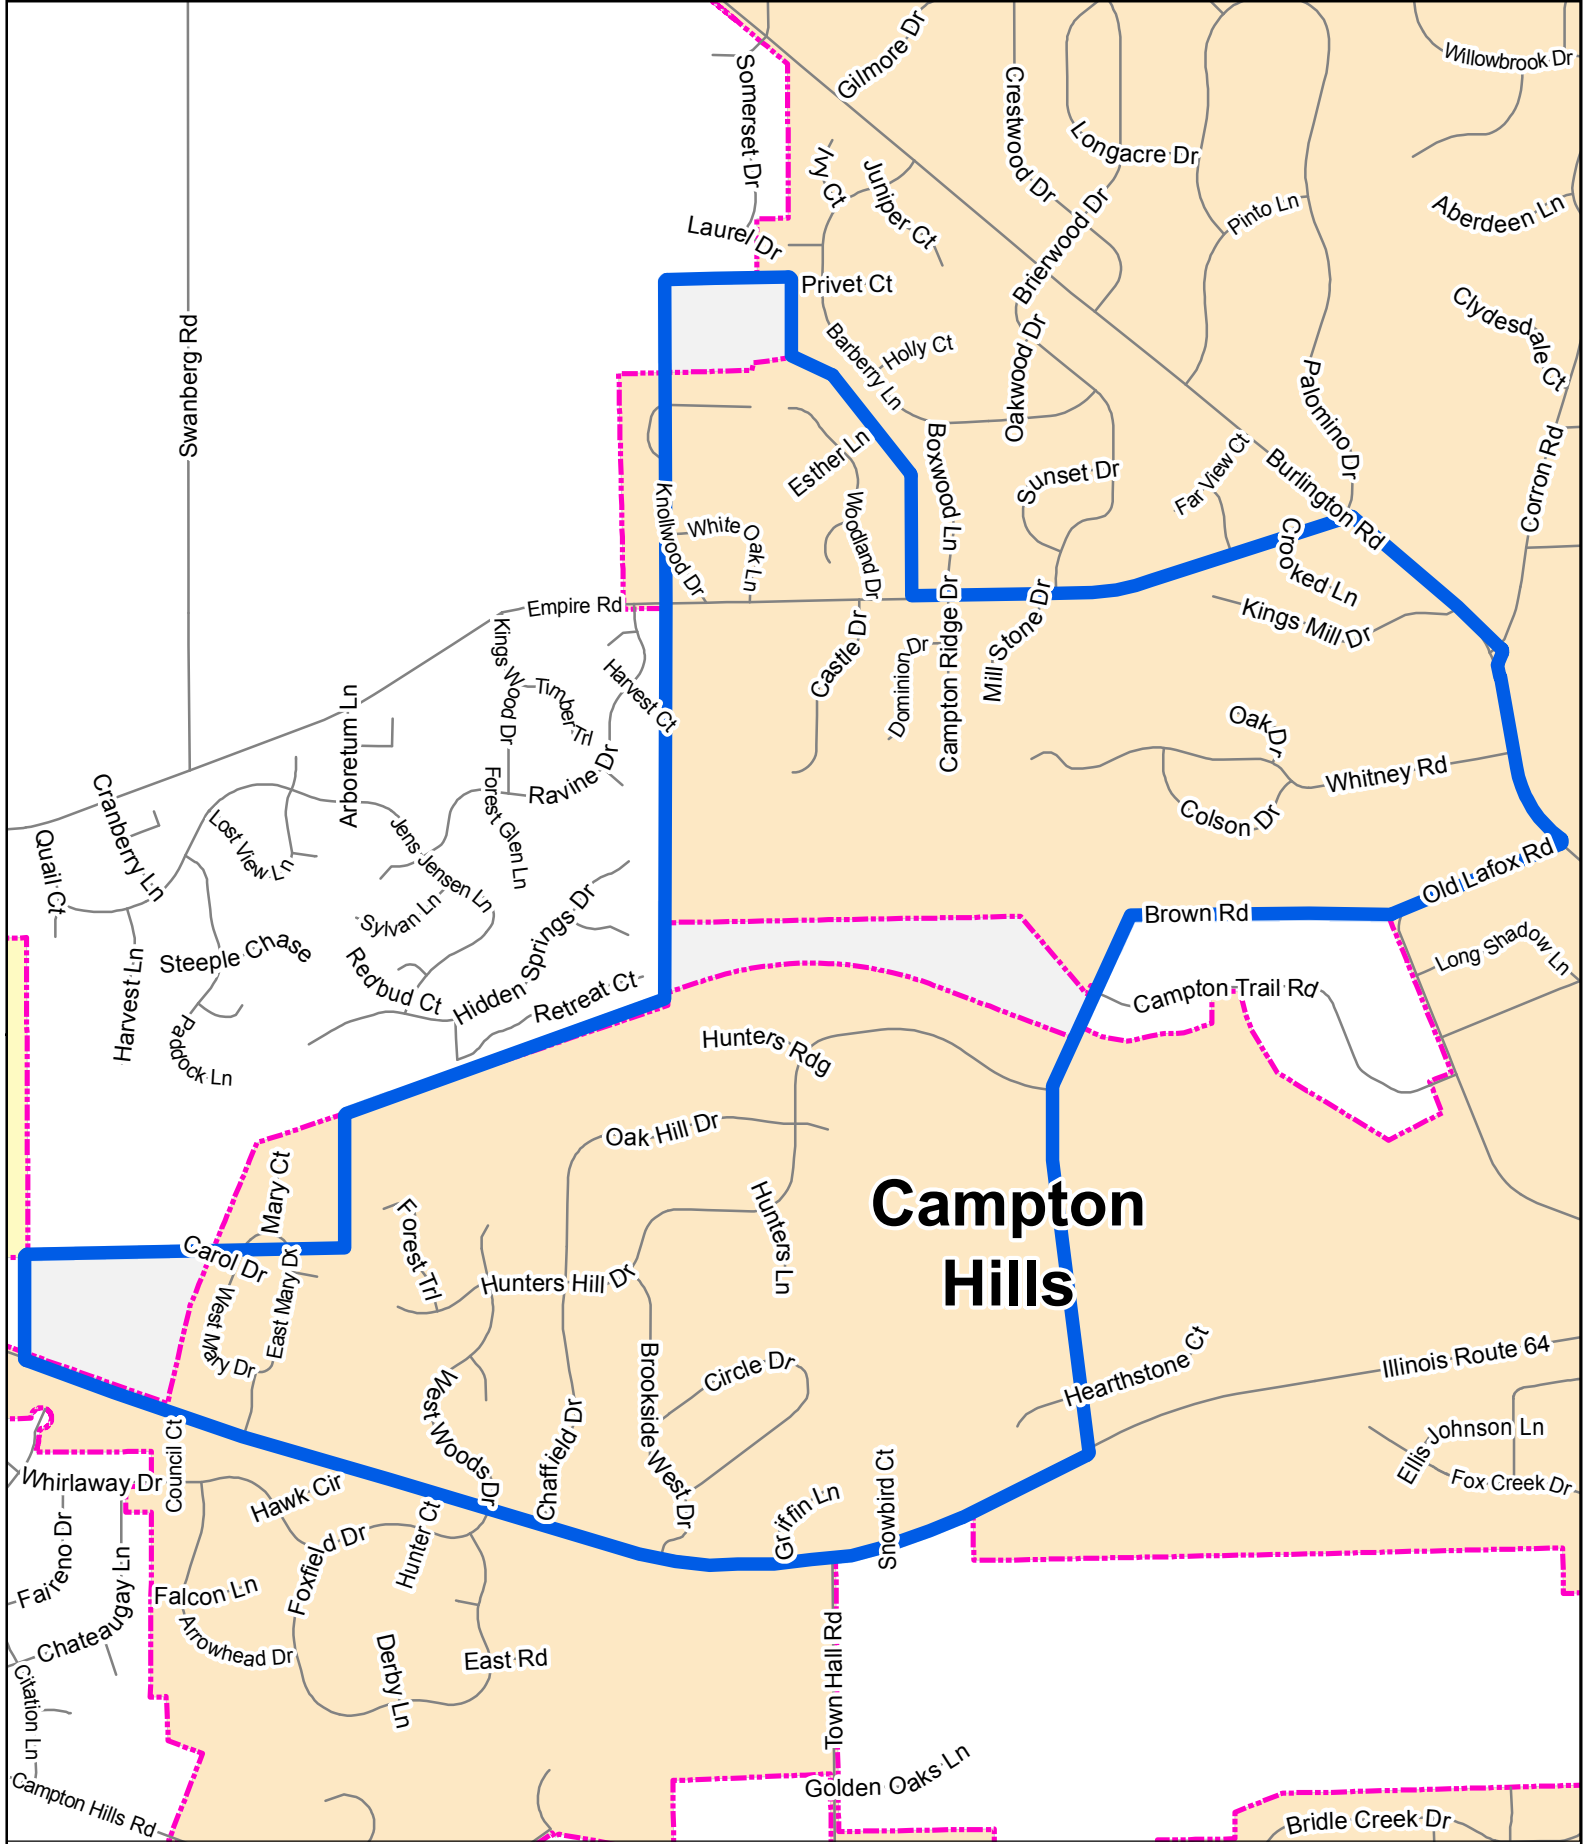 Gilmore Dr
Willowbrook Dr
Somerset Dr
Crestwood Dr
Longacre Dr
Ivy Ct
Juniper Ct
Brierwood Dr
Pinto Ln
Aberdeen Ln
Laurel Dr
Privet Ct
Clydesdale Ct
Swanberg Rd
Barberry Ln
Holly Ct
Oakwood Dr
Palomino Dr
Esther Ln
Boxwood Ln
Sunset Dr
Far View Ct
Burlington Rd
Corron Rd
Knollwood Dr
White Oak Ln
Woodland Dr
Crooked Ln
Empire Rd
Kings Mill Dr
Kings Wood Dr
Timber Trl
Harvest Ct
Castle Dr
Dominion Dr
Campton Ridge Dr
Mill Stone Dr
Arboretum Ln
Oak Dr
Whitney Rd
Colson Dr
Cranberry Ln
Quail Ct
Lost View Ln
Jens Jensen Ln
Forest Glen Ln
Ravine Dr
Old Lafox Rd
Sylvan Ln
Hidden Springs Dr
Brown Rd
Steeple Chase
Harvest Ln
Redbud Ct
Retreat Ct
Long Shadow Ln
Campton Trail Rd
Paddock Ln
Hunters Rdg
Oak Hill Dr
Mary Ct
Campton
Hills
Forest Trl
Hunters Ln
Carol Dr
Hunters Hill Dr
West Mary Dr
East Mary Dr
Brookside West Dr
Circle Dr
Hearthstone Ct
Illinois Route 64
West Woods Dr
Chaffield Dr
Council Ct
Ellis Johnson Ln
Fox Creek Dr
Whirlaway Dr
Hawk Cir
Hunter Ct
Griffin Ln
Snowbird Ct
Faireno Dr
Foxfield Dr
Falcon Ln
Chateaugay Ln
Arrowhead Dr
Derby Ln
East Rd
Town Hall Rd
Citation Ln
Golden Oaks Ln
Campton Hills Rd
Bridle Creek Dr